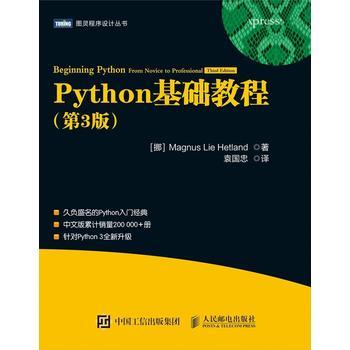 TURING 图灵程序设计丛书
Apress®
Beginning Python From Novice to Professional Third Edition
Python基础教程
(第3版)
[挪] Magnus Lie Hetland ◎著
袁国忠 ◎译
久负盛名的Python入门经典
中文版累计销量200 000+册
针对Python 3全新升级
中国工信出版集团
人民邮电出版社
POSTS & TELECOM PRESS